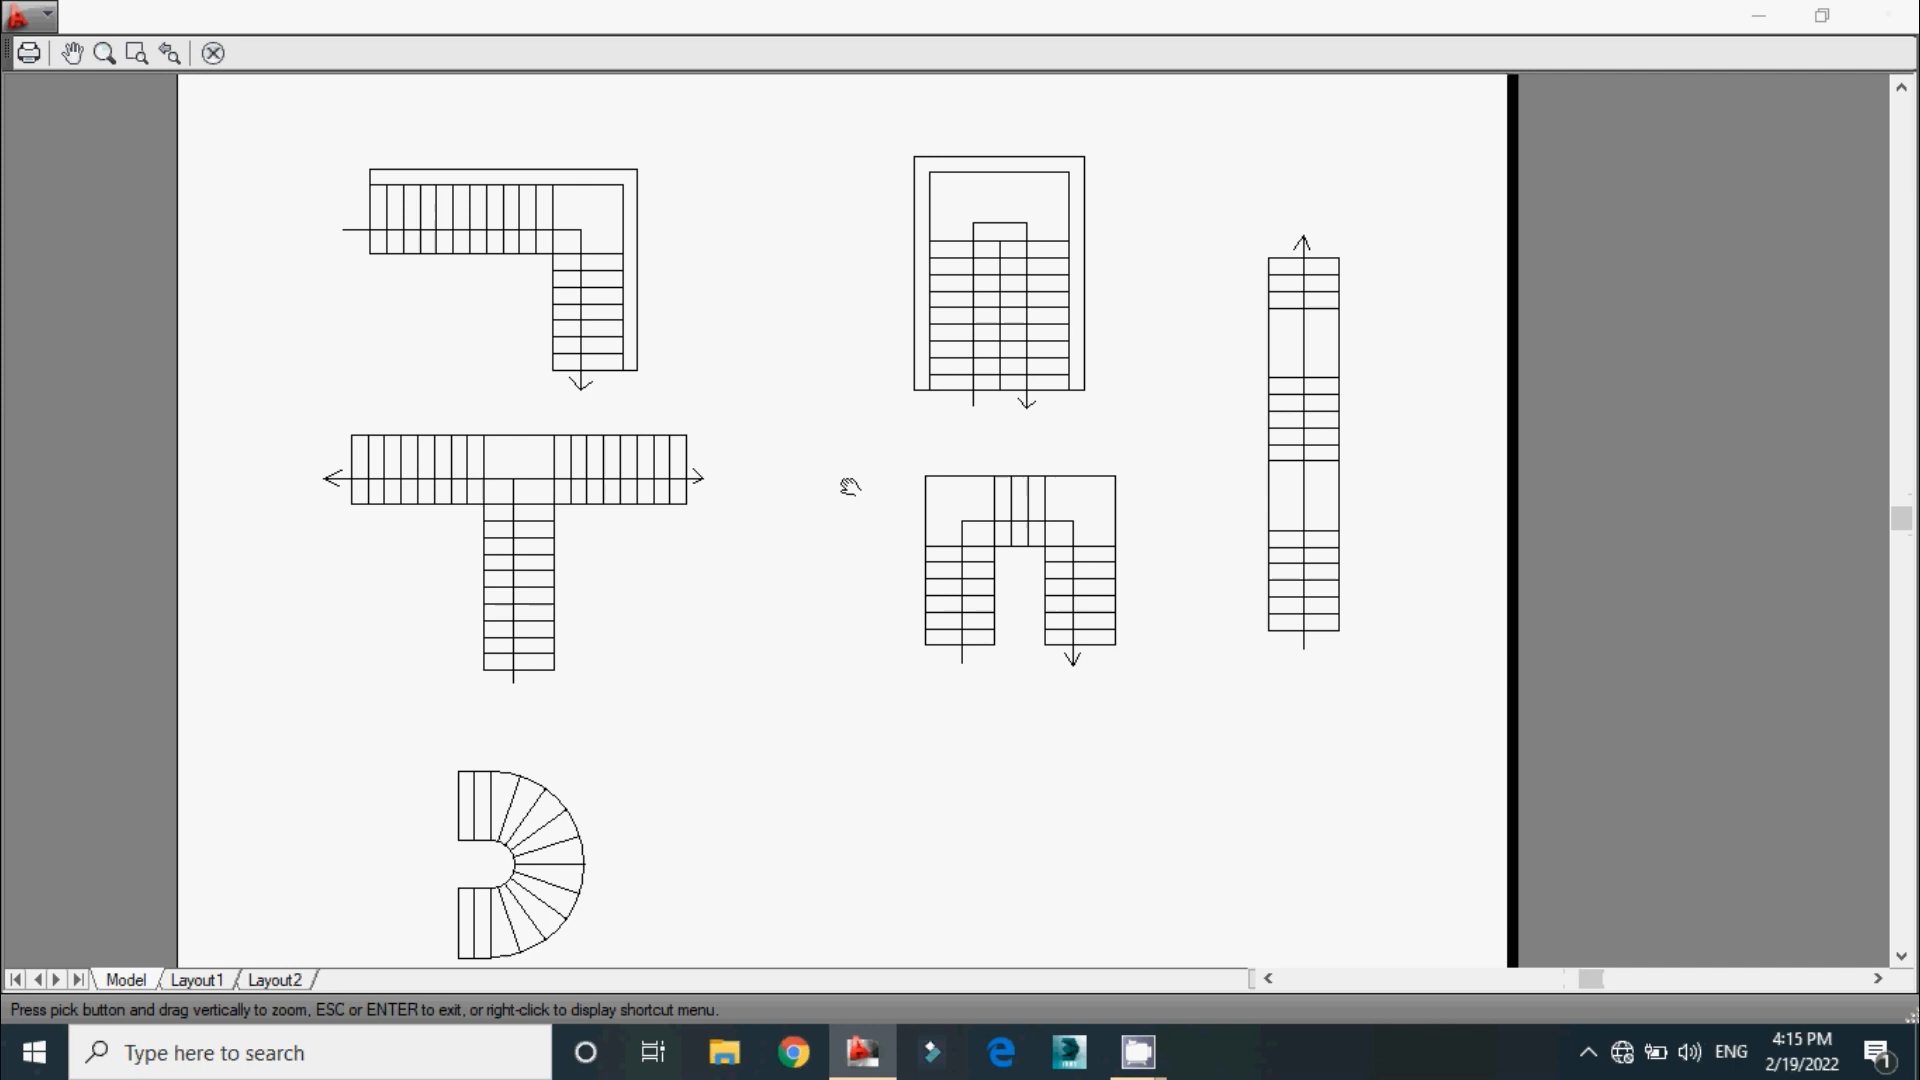 Model
Layout1
Layout2
Press pick button and drag vertically to zoom, ESC or ENTER to exit, or right-click to display shortcut menu.
Type here to search
ENG
4:15 PM
2/19/2022
1